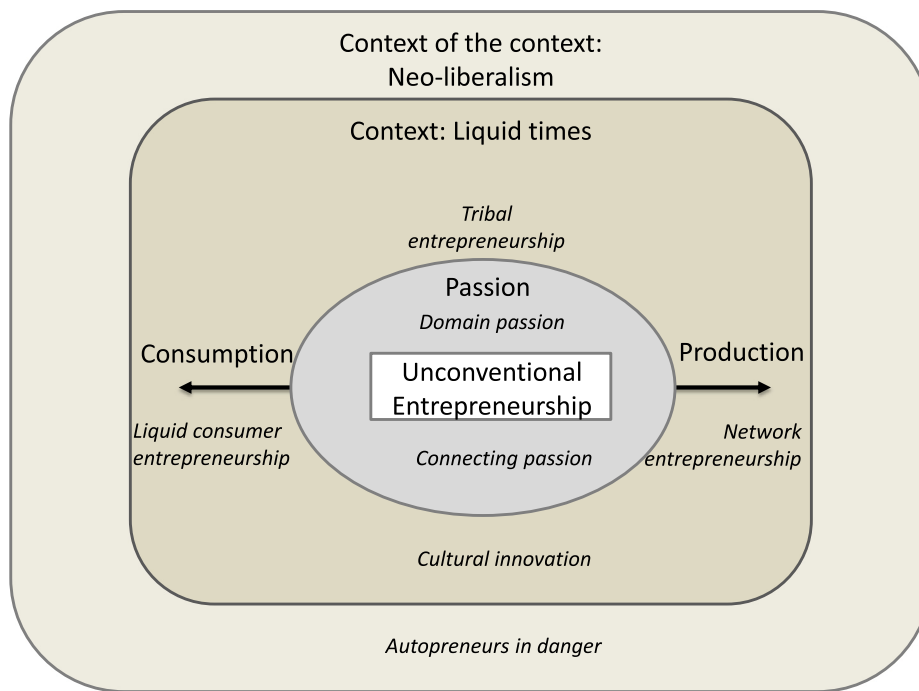 Context of the context:
Neo-liberalism
Context: Liquid times
Tribal
entrepreneurship
Passion
Domain passion
Consumption
Production
Unconventional
Entrepreneurship
Liquid consumer
entrepreneurship
Connecting passion
Network
entrepreneurship
Cultural innovation
Autopreneurs in danger